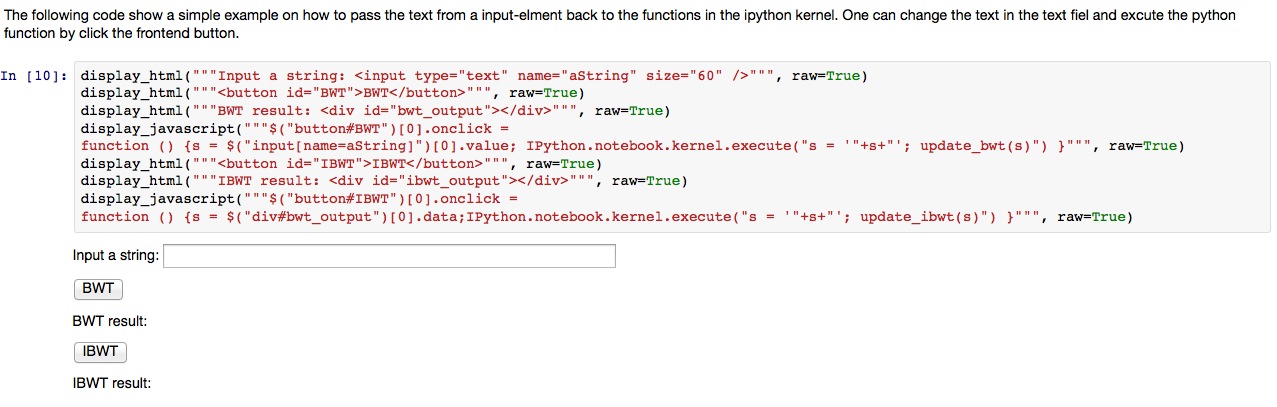 The following code show a simple example on how to pass the text from a input-elment back to the functions in the ipython kernel. One can change the text in the text fiel and excute the python
function by click the frontend button.
In [10]: display_html("""Input a string: <input type="text" name="aString" size="60" />""", raw=True)
display_html("""<button id="BWT">BWT</button>""", raw=True)
display_html("""BWT result: <div id="bwt_output"></div>""", raw=True)
display_javascript("""$("button#BWT")[0].onclick =
function () {s = $("input[name=aString]")[0].value; IPython.notebook.kernel.execute("s = '"+s+"'; update_bwt(s)") }""", raw=True)
display_html("""<button id="IBWT">IBWT</button>""", raw=True)
display_html("""IBWT result: <div id="ibwt_output"></div>""", raw=True)
display_javascript("""$("button#IBWT")[0].onclick =
function () {s = $("div#bwt_output")[0].data;IPython.notebook.kernel.execute("s = '"+s+"'; update_ibwt(s)") }""", raw=True)
Input a string:
BWT
BWT result:
IBWT
IBWT result: